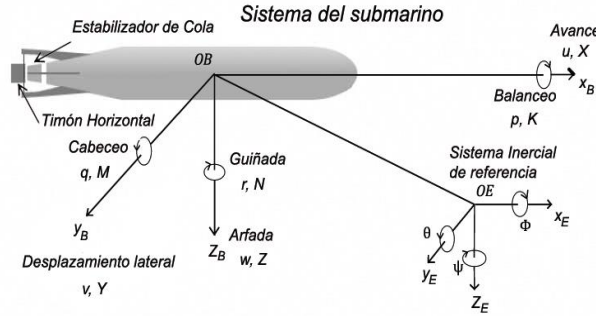 Sistema del submarino
Estabilizador de Cola
OB
Avance
u, X
x_B
Balanceo
p, K
Timón Horizontal
Cabeceo
q, M
Guiñada
r, N
Sistema Inercial
de referencia
OE
x_E
Φ
θ
ψ
y_E
Z_E
y_B
Z_B
Arfada
w, Z
Desplazamiento lateral
v, Y